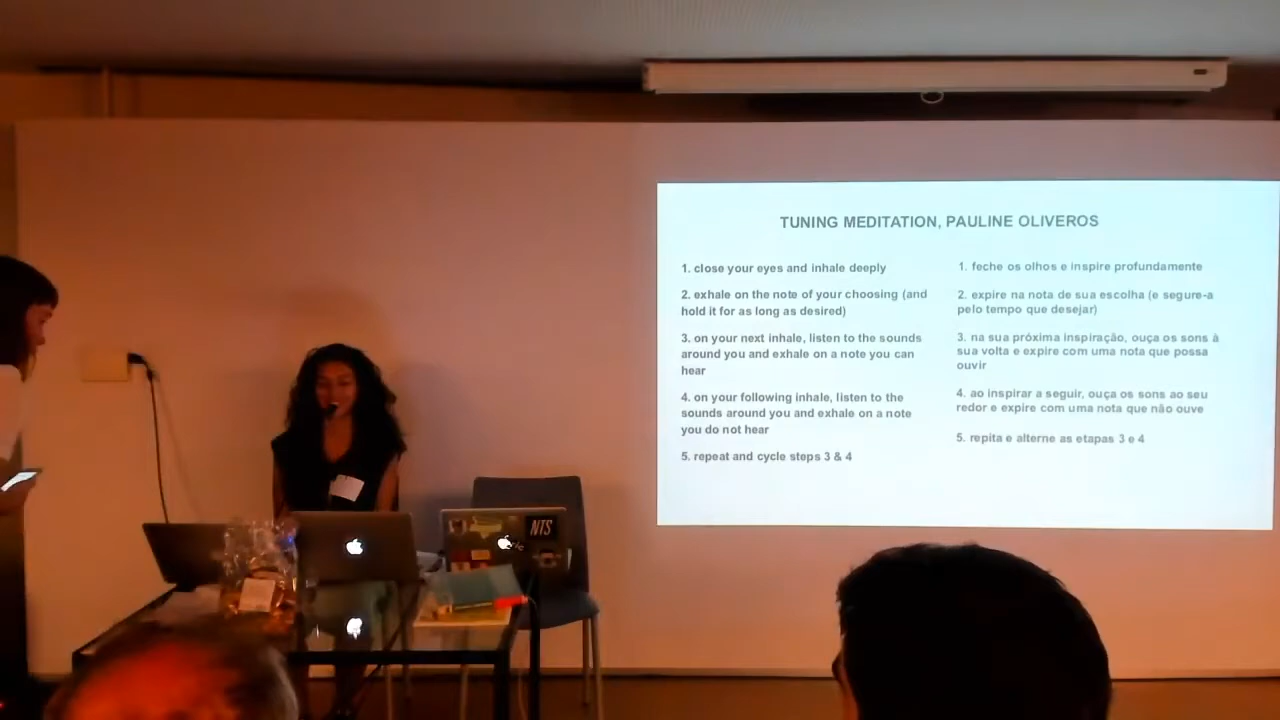 TUNING MEDITATION, PAULINE OLIVEROS
1. close your eyes and inhale deeply
2. exhale on the note of your choosing (and
hold it for as long as desired)
3. on your next inhale, listen to the sounds
around you and exhale on a note you can
hear
4. on your following inhale, listen to the
sounds around you and exhale on a note
you do not hear
5. repeat and cycle steps 3 & 4
1. feche os olhos e inspire profundamente
2. expire na nota de sua escolha (e segure-a
pelo tempo que desejar)
3. na sua próxima inspiração, ouça os sons à
sua volta e expire com uma nota que possa
ouvir
4. ao inspirar a seguir, ouça os sons ao seu
redor e expire com uma nota que não ouve
5. repita e alterne as etapas 3 e 4
NTS